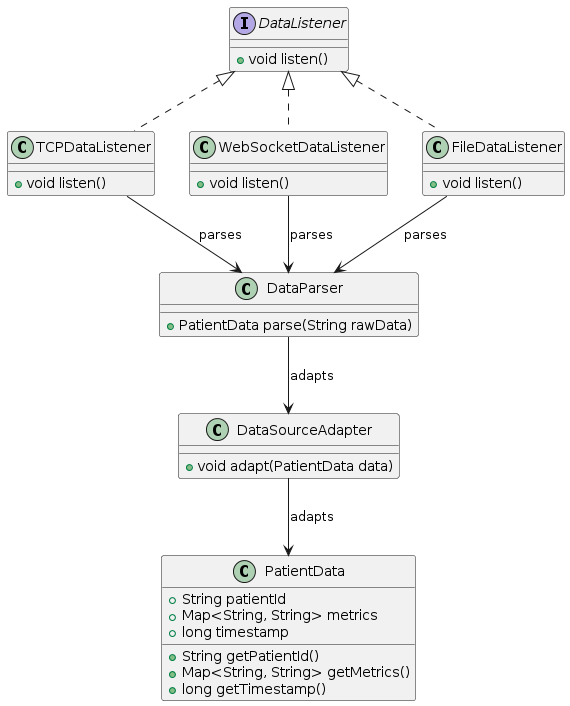 I DataListener
void listen()
C TCPDataListener
void listen()
C WebSocketDataListener
void listen()
C FileDataListener
void listen()
parses
parses
parses
C DataParser
PatientData parse(String rawData)
adapts
C DataSourceAdapter
void adapt(PatientData data)
adapts
C PatientData
String patientId
Map<String, String> metrics
long timestamp
String getPatientId()
Map<String, String> getMetrics()
long getTimestamp()